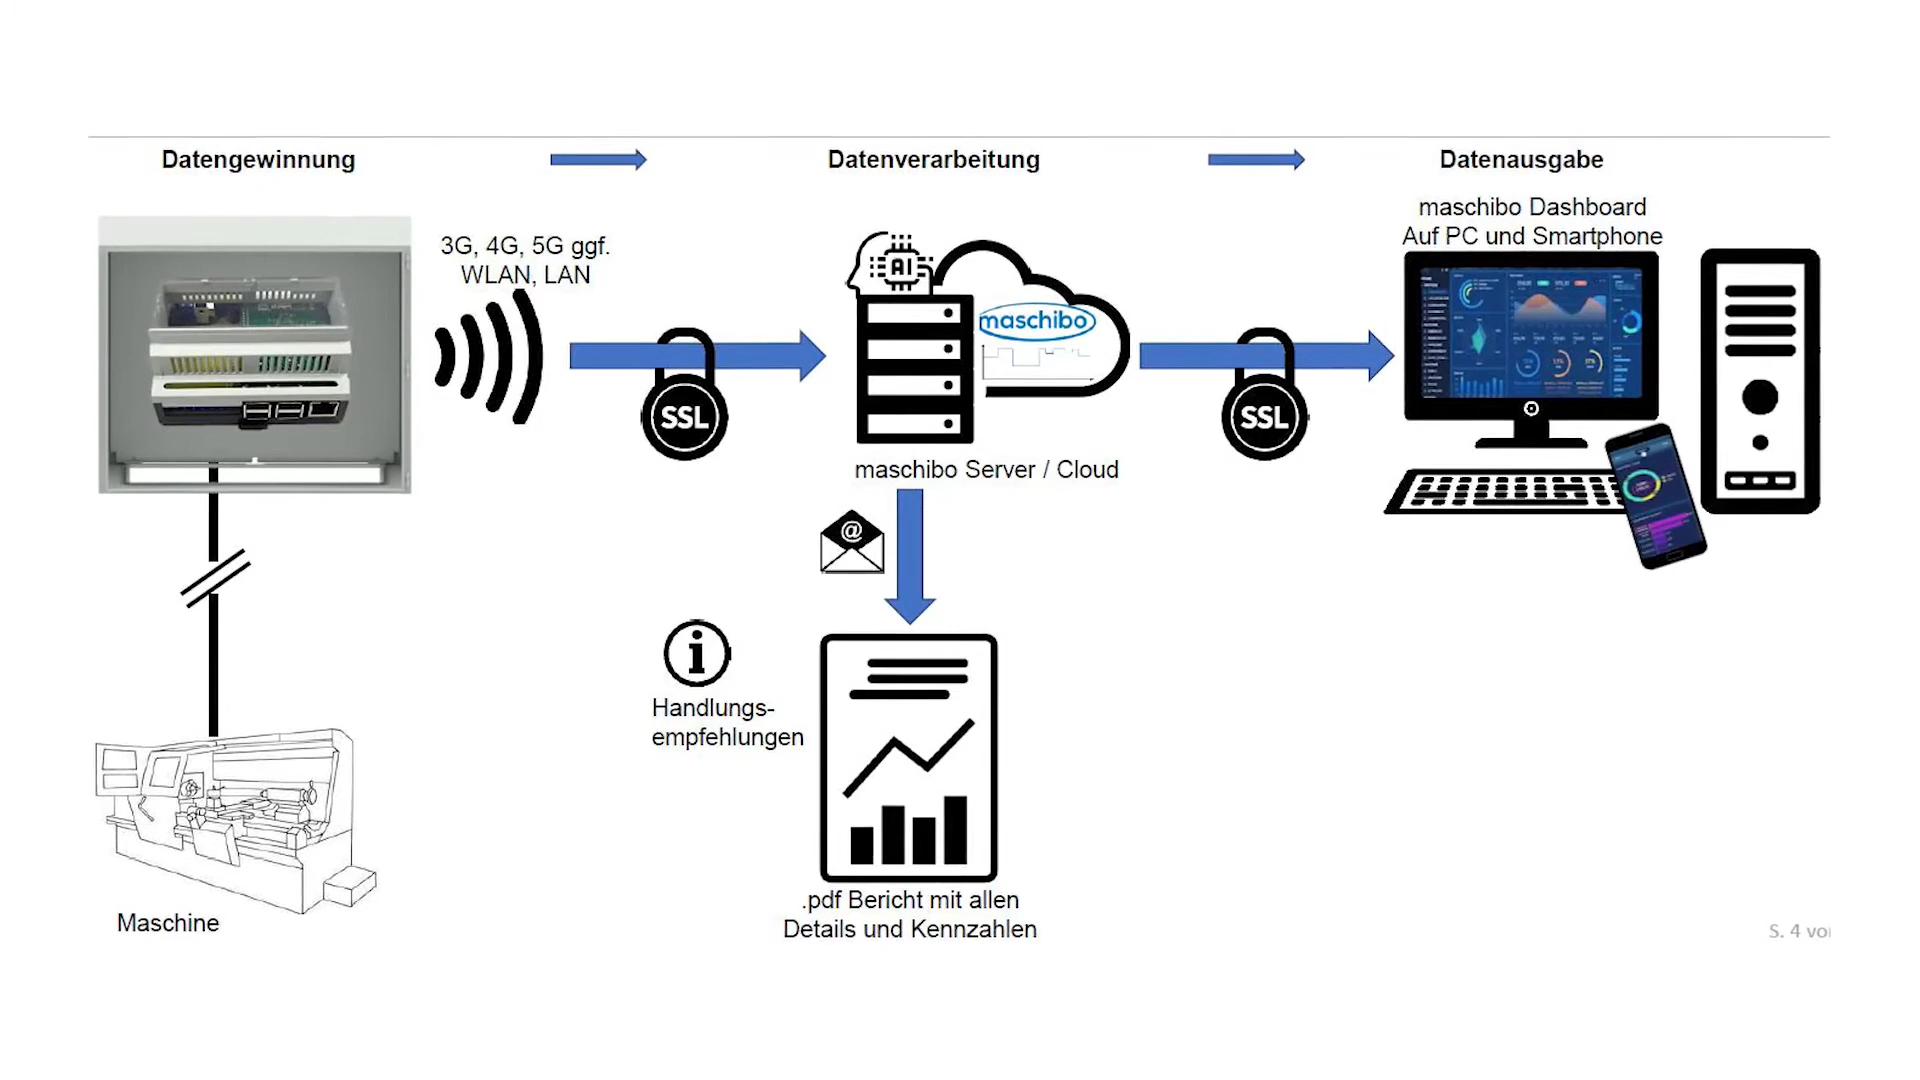 Datengewinnung
Datenverarbeitung
Datenausgabe
maschibo Dashboard
Auf PC und Smartphone
3G, 4G, 5G ggf.
WLAN, LAN
AI
maschibo
SSL
SSL
maschibo Server / Cloud
@
i
Handlungs-
empfehlungen
.pdf Bericht mit allen
Details und Kennzahlen
Maschine
S. 4 vo